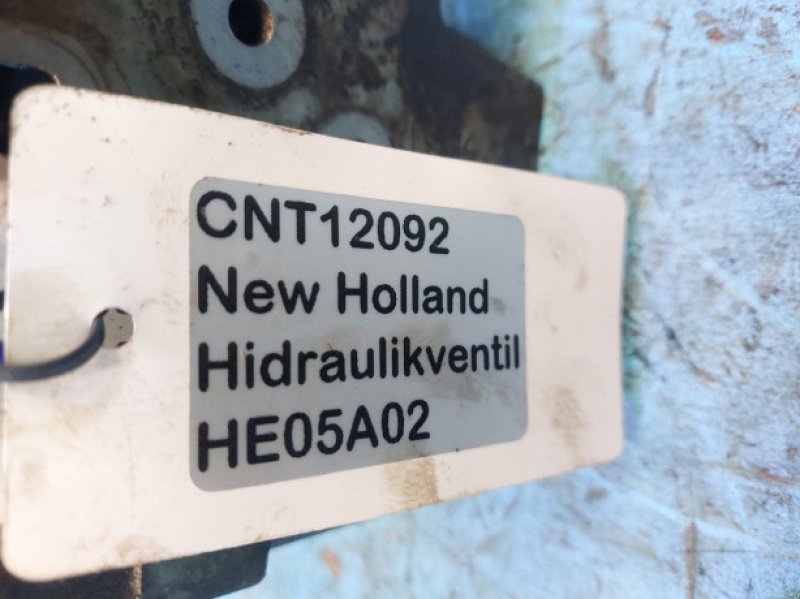 CNT12092
New Holland
Hidraulikventil
HE05A02